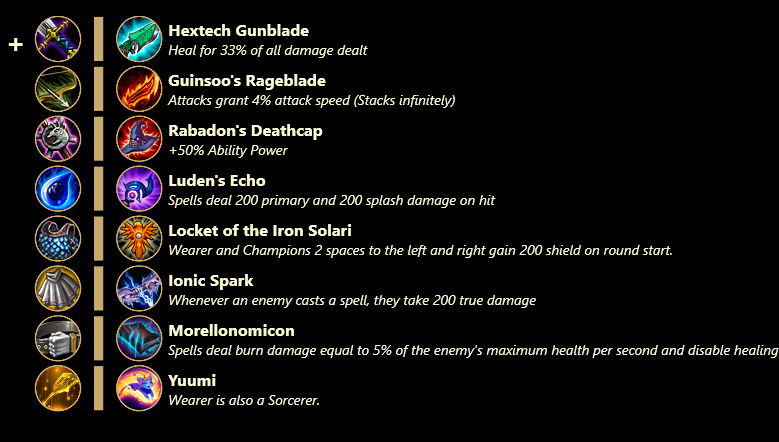 +
Hextech Gunblade
Heal for 33% of all damage dealt
Guinsoo's Rageblade
Attacks grant 4% attack speed (Stacks infinitely)
Rabadon's Deathcap
+50% Ability Power
Luden's Echo
Spells deal 200 primary and 200 splash damage on hit
Locket of the Iron Solari
Wearer and Champions 2 spaces to the left and right gain 200 shield on round start.
Ionic Spark
Whenever an enemy casts a spell, they take 200 true damage
Morellonomicon
Spells deal burn damage equal to 5% of the enemy's maximum health per second and disable healing
Yuumi
Wearer is also a Sorcerer.